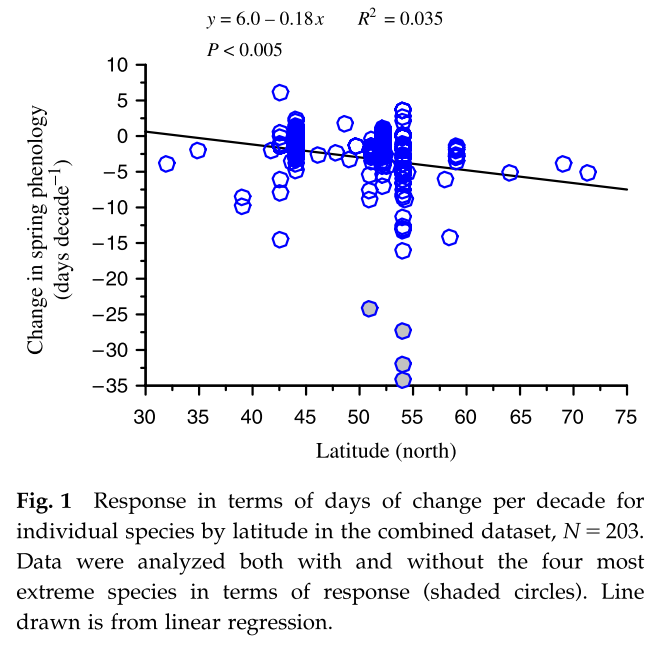 y = 6.0 – 0.18x R² = 0.035
P < 0.005
10
5
0
−5
−10
−15
−20
−25
−30
−35
Change in spring phenology
(days decade⁻¹)
30 35 40 45 50 55 60 65 70 75
Latitude (north)
Fig. 1 Response in terms of days of change per decade for
individual species by latitude in the combined dataset, N = 203.
Data were analyzed both with and without the four most
extreme species in terms of response (shaded circles). Line
drawn is from linear regression.